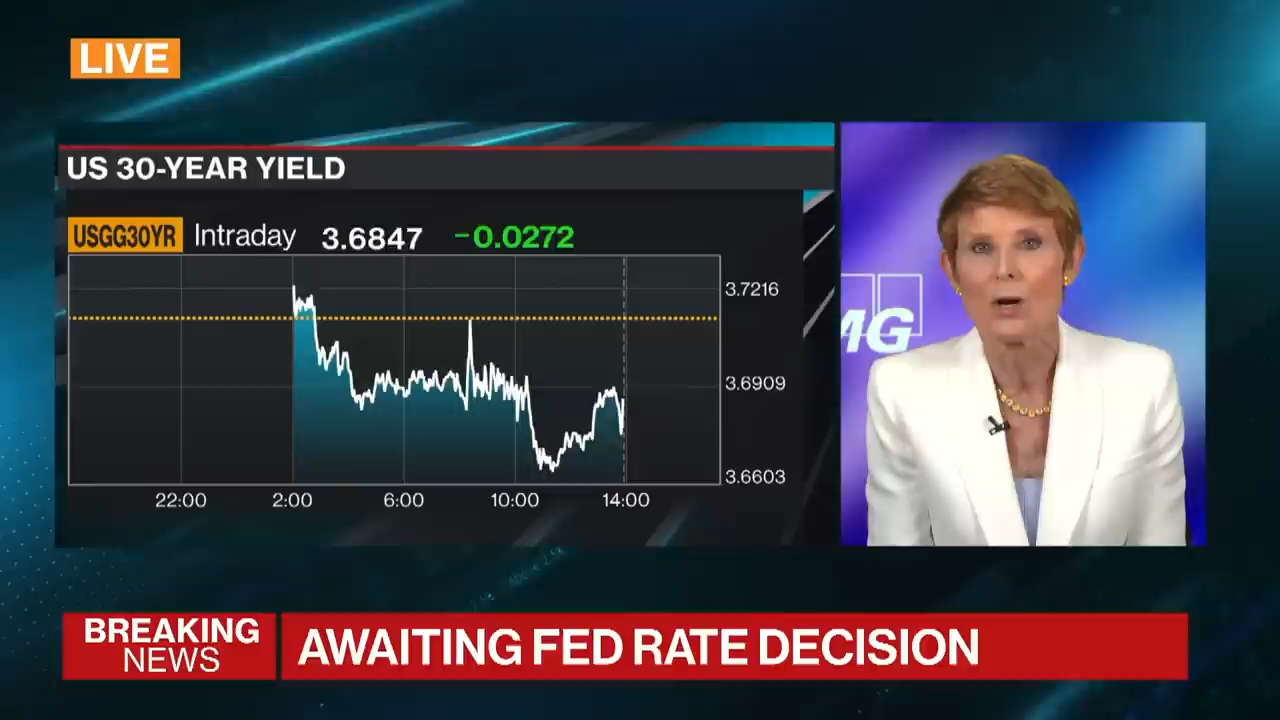 LIVE
US 30-YEAR YIELD
USGG30YR Intraday 3.6847 -0.0272
3.7216
3.6909
3.6603
22:00 2:00 6:00 10:00 14:00
MG
BREAKING NEWS
AWAITING FED RATE DECISION